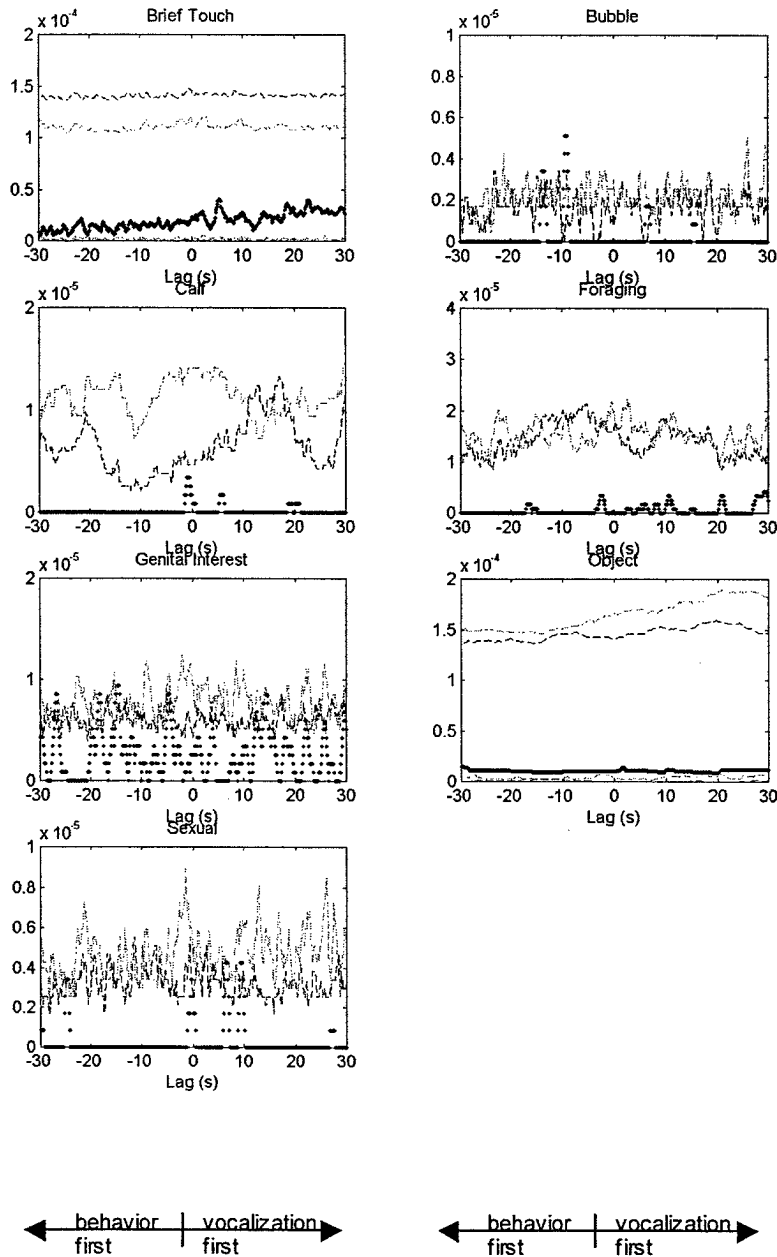 Brief Touch
x 10-4
2
1.5
1
0.5
0
-30 -20 -10 0 10 20 30
Lag (s)
Bubble
x 10-5
1
0.8
0.6
0.4
0.2
0
-30 -20 -10 0 10 20 30
Lag (s)
Calf
x 10-5
2
1
0
-30 -20 -10 0 10 20 30
Lag (s)
Foraging
x 10-5
4
3
2
1
0
-30 -20 -10 0 10 20 30
Lag (s)
Genital Interest
x 10-5
2
1
0
-30 -20 -10 0 10 20 30
Lag (s)
Object
x 10-4
2
1.5
1
0.5
0
-30 -20 -10 0 10 20 30
Lag (s)
Sexual
x 10-5
1
0.8
0.6
0.4
0.2
0
-30 -20 -10 0 10 20 30
Lag (s)
behavior first
vocalization first
behavior first
vocalization first